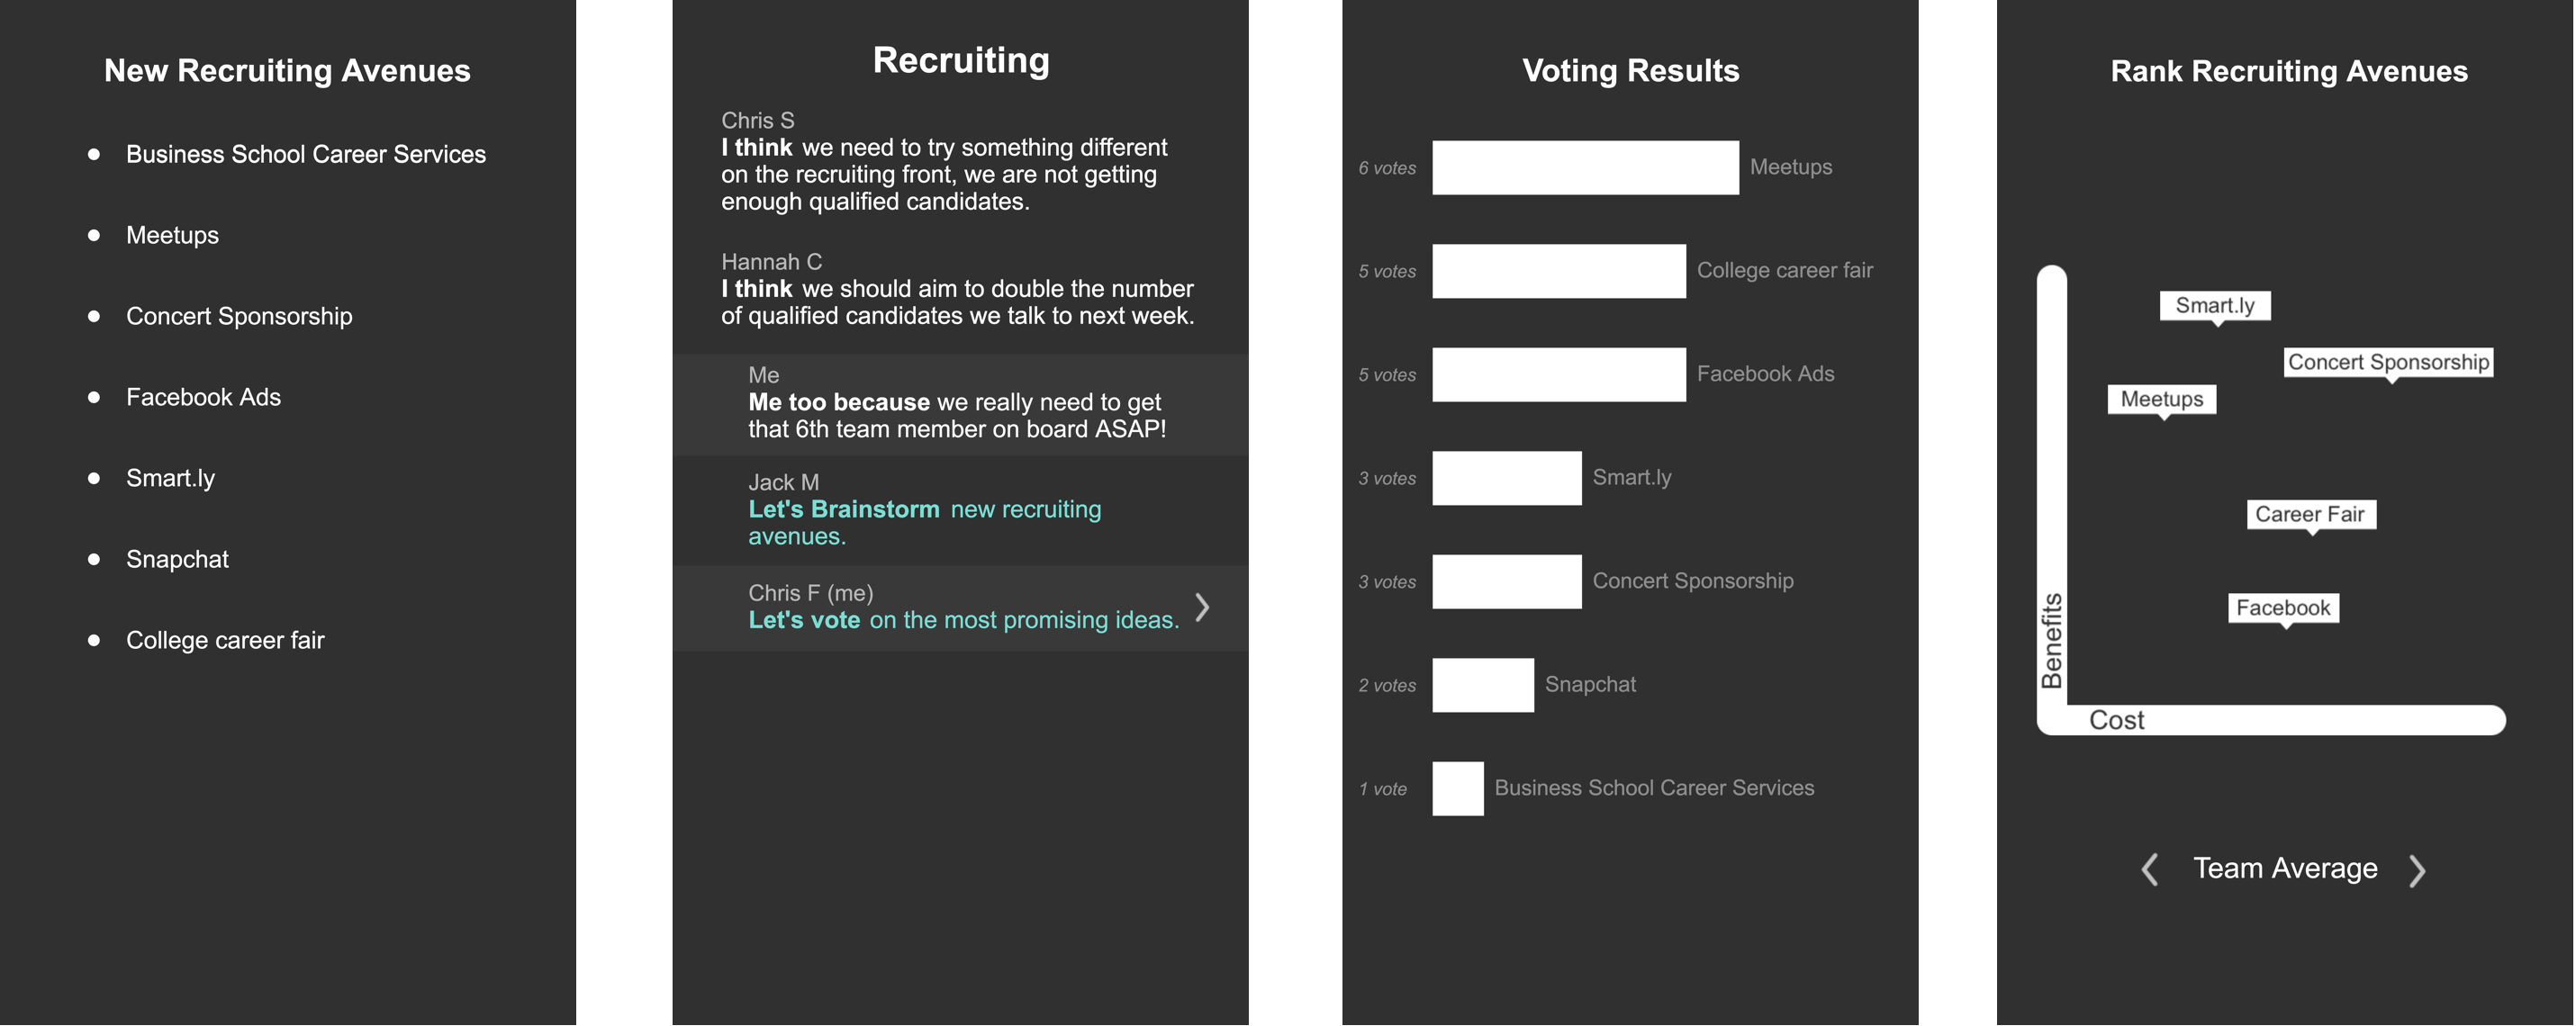 New Recruiting Avenues
Business School Career Services
Meetups
Concert Sponsorship
Facebook Ads
Smart.ly
Snapchat
College career fair
Recruiting
Chris S
I think we need to try something different
on the recruiting front, we are not getting
enough qualified candidates.
Hannah C
I think we should aim to double the number
of qualified candidates we talk to next week.
Me
Me too because we really need to get
that 6th team member on board ASAP!
Jack M
Let's Brainstorm new recruiting
avenues.
Chris F (me)
Let's vote on the most promising ideas.
Voting Results
6 votes Meetups
5 votes College career fair
5 votes Facebook Ads
3 votes Smart.ly
3 votes Concert Sponsorship
2 votes Snapchat
1 vote Business School Career Services
Rank Recruiting Avenues
Smart.ly
Concert Sponsorship
Meetups
Career Fair
Facebook
Benefits
Cost
Team Average